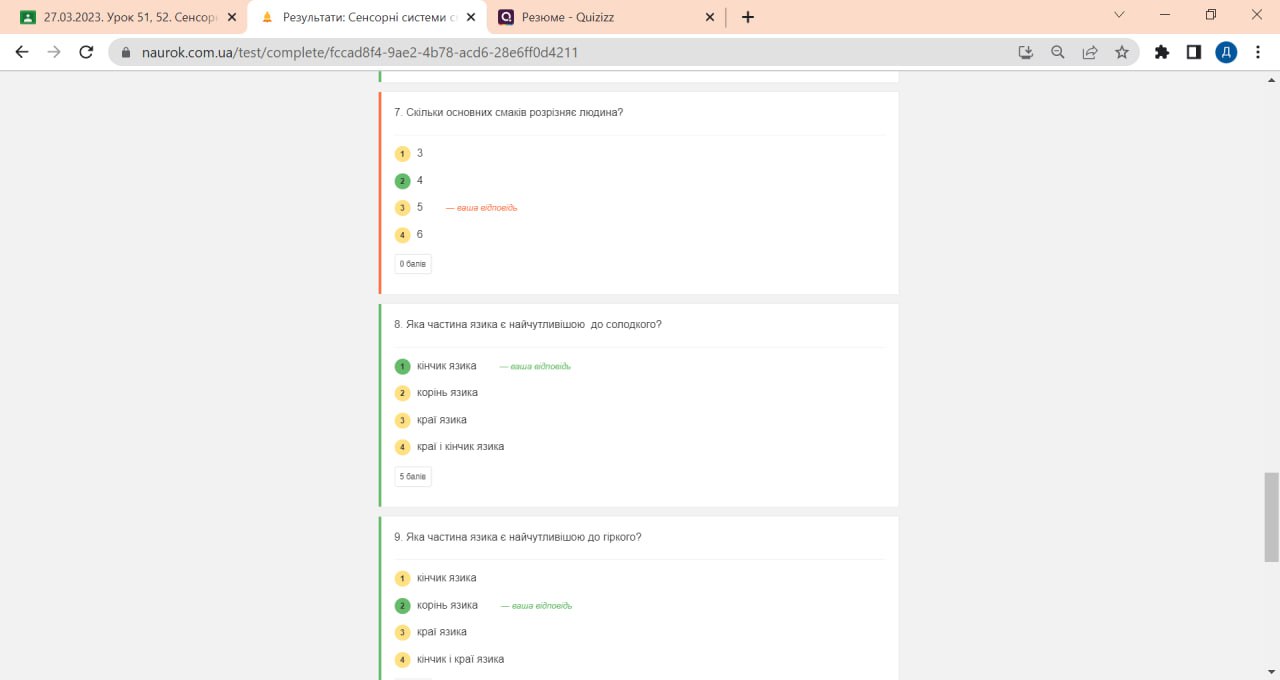 27.03.2023. Урок 51, 52. Сенсорн
Результати: Сенсорні системи с
Резюме - Quizizz
naurok.com.ua/test/complete/fccad8f4-9ae2-4b78-acd6-28e6ff0d4211
Д
7. Скільки основних смаків розрізняє людина?
1 3
2 4
3 5 — ваша відповідь
4 6
0 балів
8. Яка частина язика є найчутливішою до солодкого?
1 кінчик язика — ваша відповідь
2 корінь язика
3 краї язика
4 краї і кінчик язика
5 балів
9. Яка частина язика є найчутливішою до гіркого?
1 кінчик язика
2 корінь язика — ваша відповідь
3 краї язика
4 кінчик і краї язика